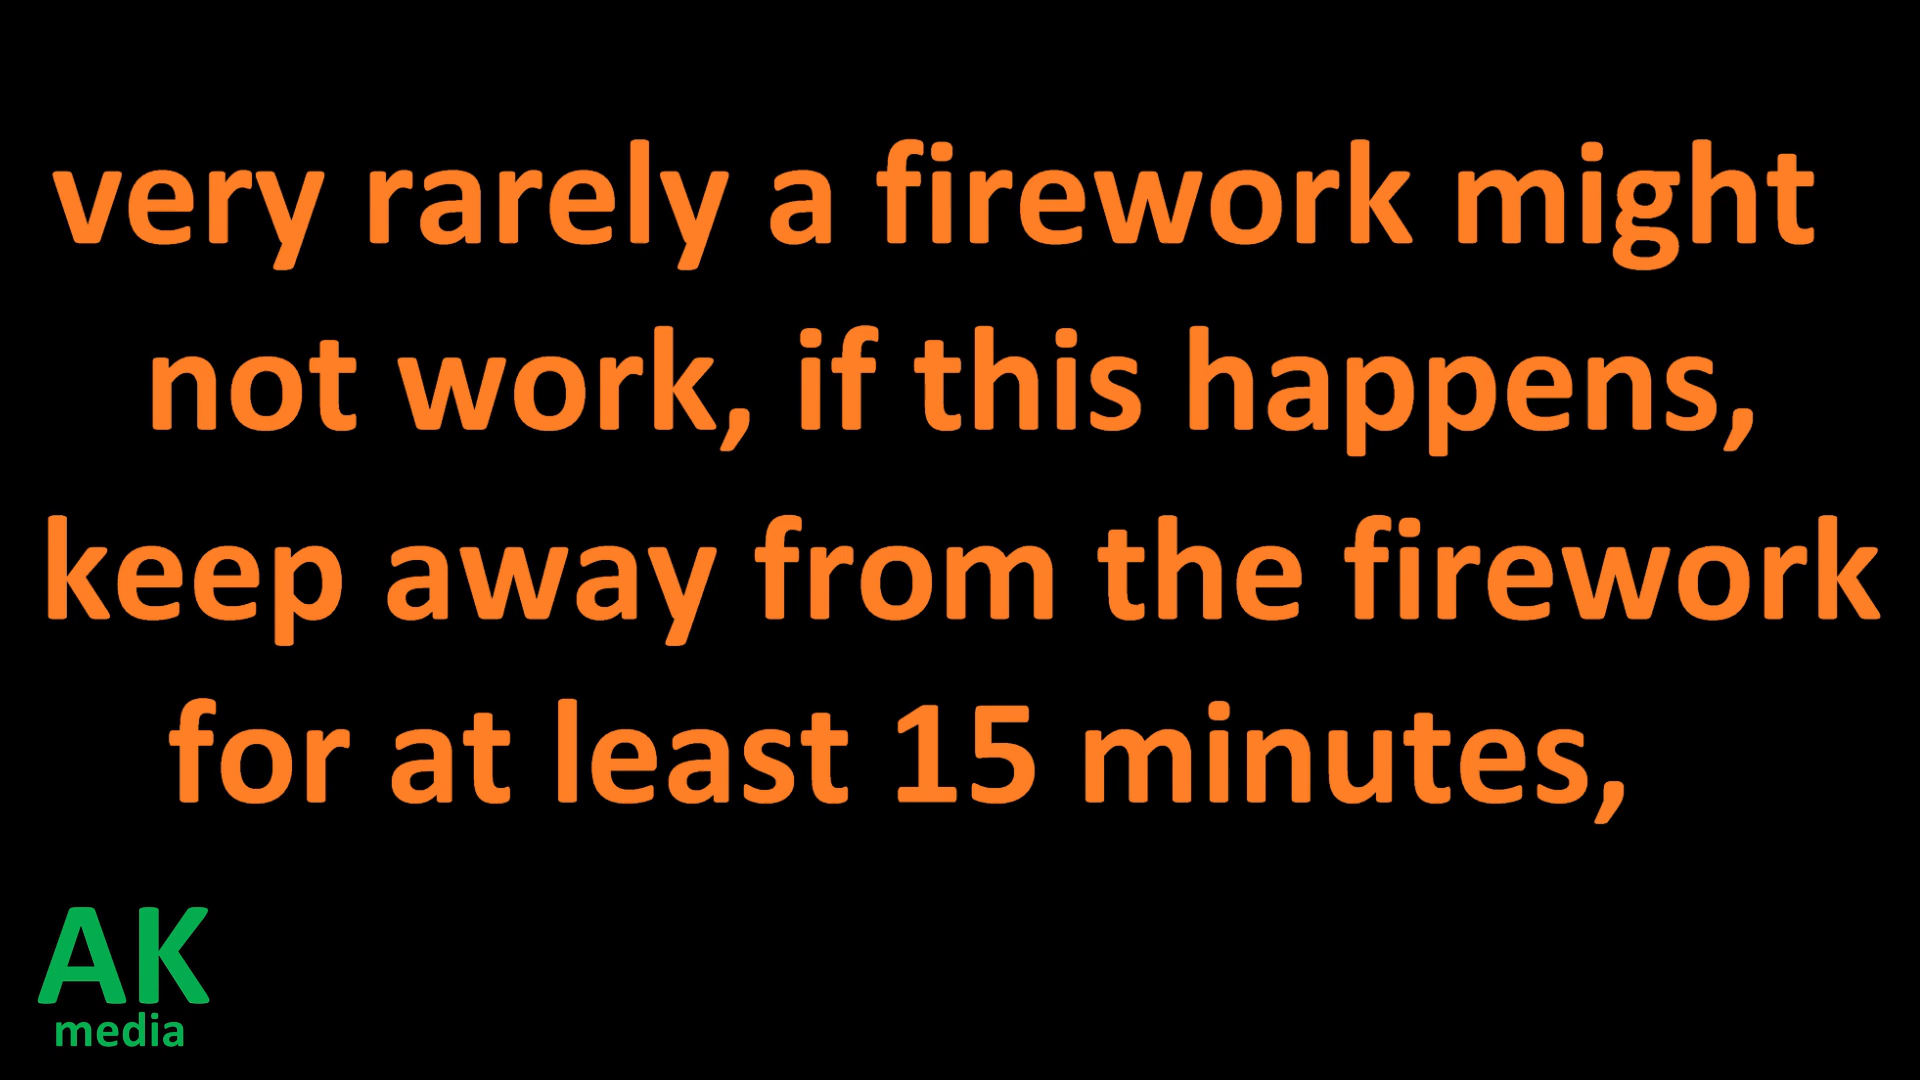 very rarely a firework might
not work, if this happens,
keep away from the firework
for at least 15 minutes,
AK
media